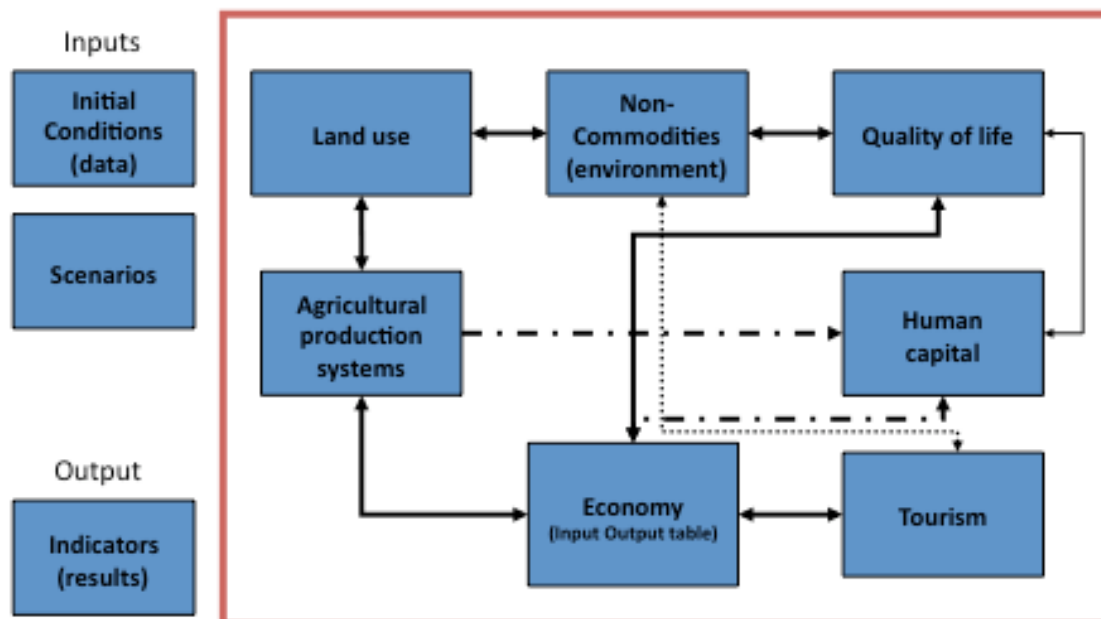 Inputs
Initial
Conditions
(data)
Scenarios
Output
Indicators
(results)
Land use
Non-
Commodities
(environment)
Quality of life
Agricultural
production
systems
Human
capital
Economy
(Input Output table)
Tourism